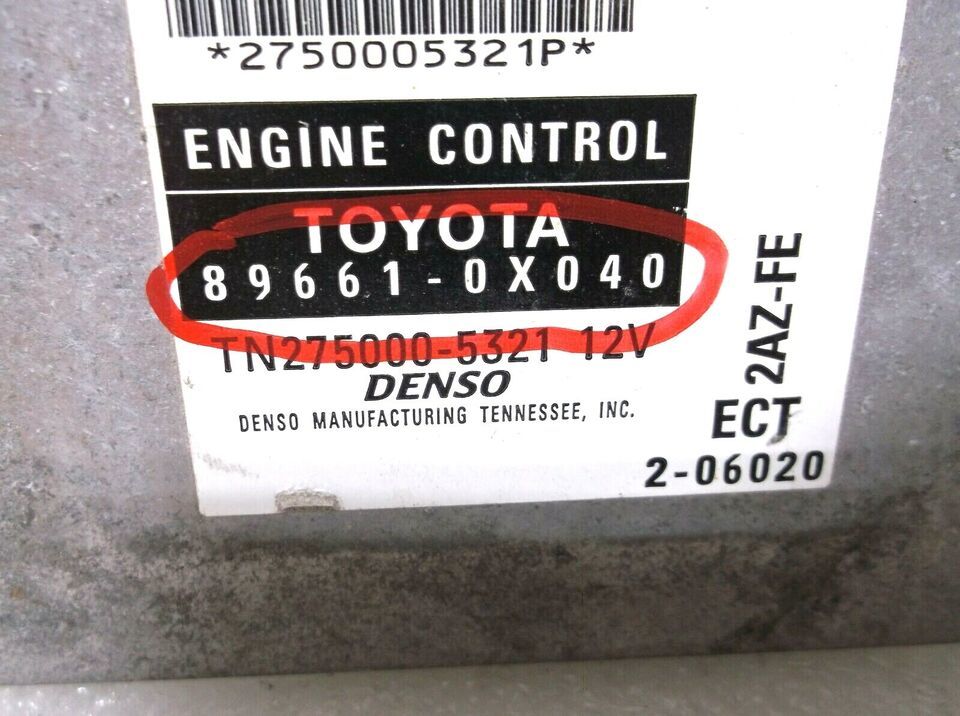 *2750005321P*
ENGINE CONTROL
TOYOTA
89661-0X040
TN275000-5321 12V
DENSO
DENSO MANUFACTURING TENNESSEE, INC.
2AZ-FE
ECT
2-06020